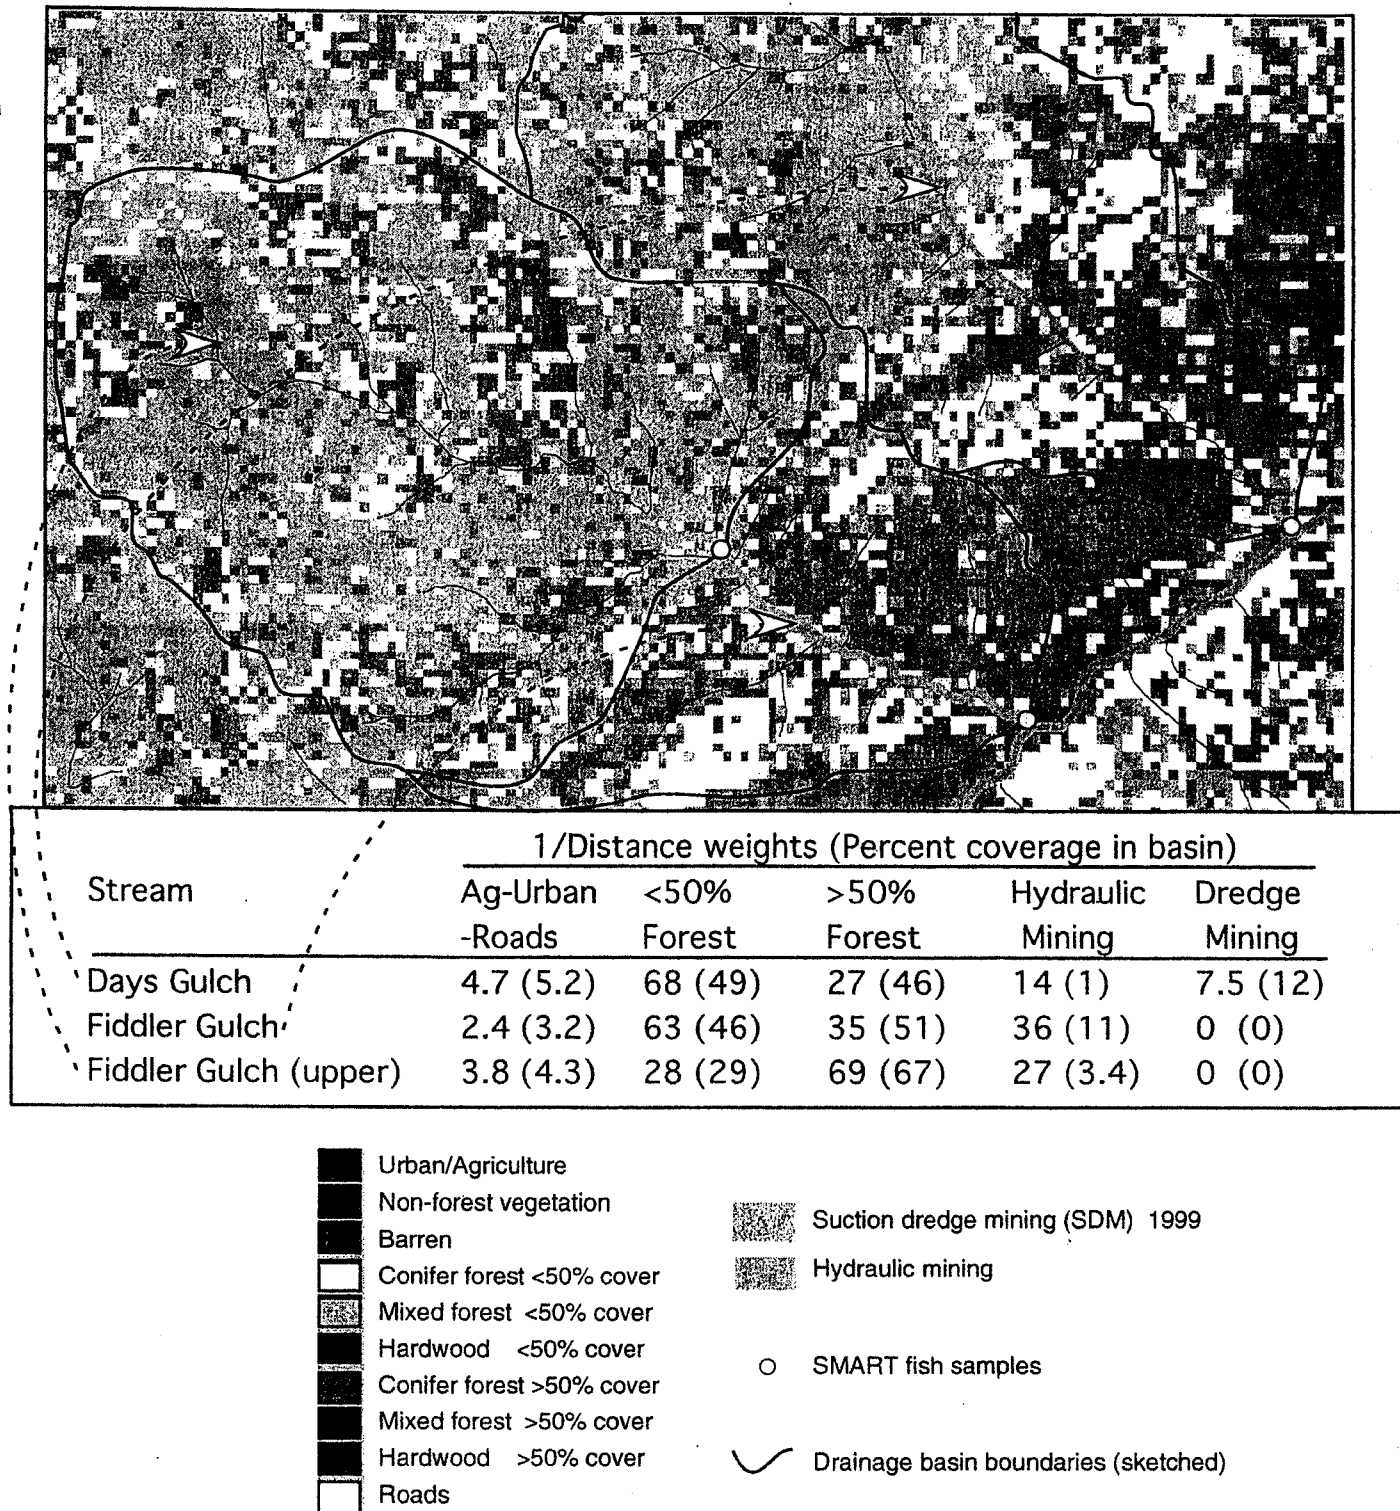 1/Distance weights (Percent coverage in basin)
Stream Ag-Urban <50% >50% Hydraulic Dredge
-Roads Forest Forest Mining Mining
Days Gulch 4.7 (5.2) 68 (49) 27 (46) 14 (1) 7.5 (12)
Fiddler Gulch 2.4 (3.2) 63 (46) 35 (51) 36 (11) 0 (0)
Fiddler Gulch (upper) 3.8 (4.3) 28 (29) 69 (67) 27 (3.4) 0 (0)
Urban/Agriculture
Non-forest vegetation
Barren
Conifer forest <50% cover
Mixed forest <50% cover
Hardwood <50% cover
Conifer forest >50% cover
Mixed forest >50% cover
Hardwood >50% cover
Roads
Suction dredge mining (SDM) 1999
Hydraulic mining
SMART fish samples
Drainage basin boundaries (sketched)